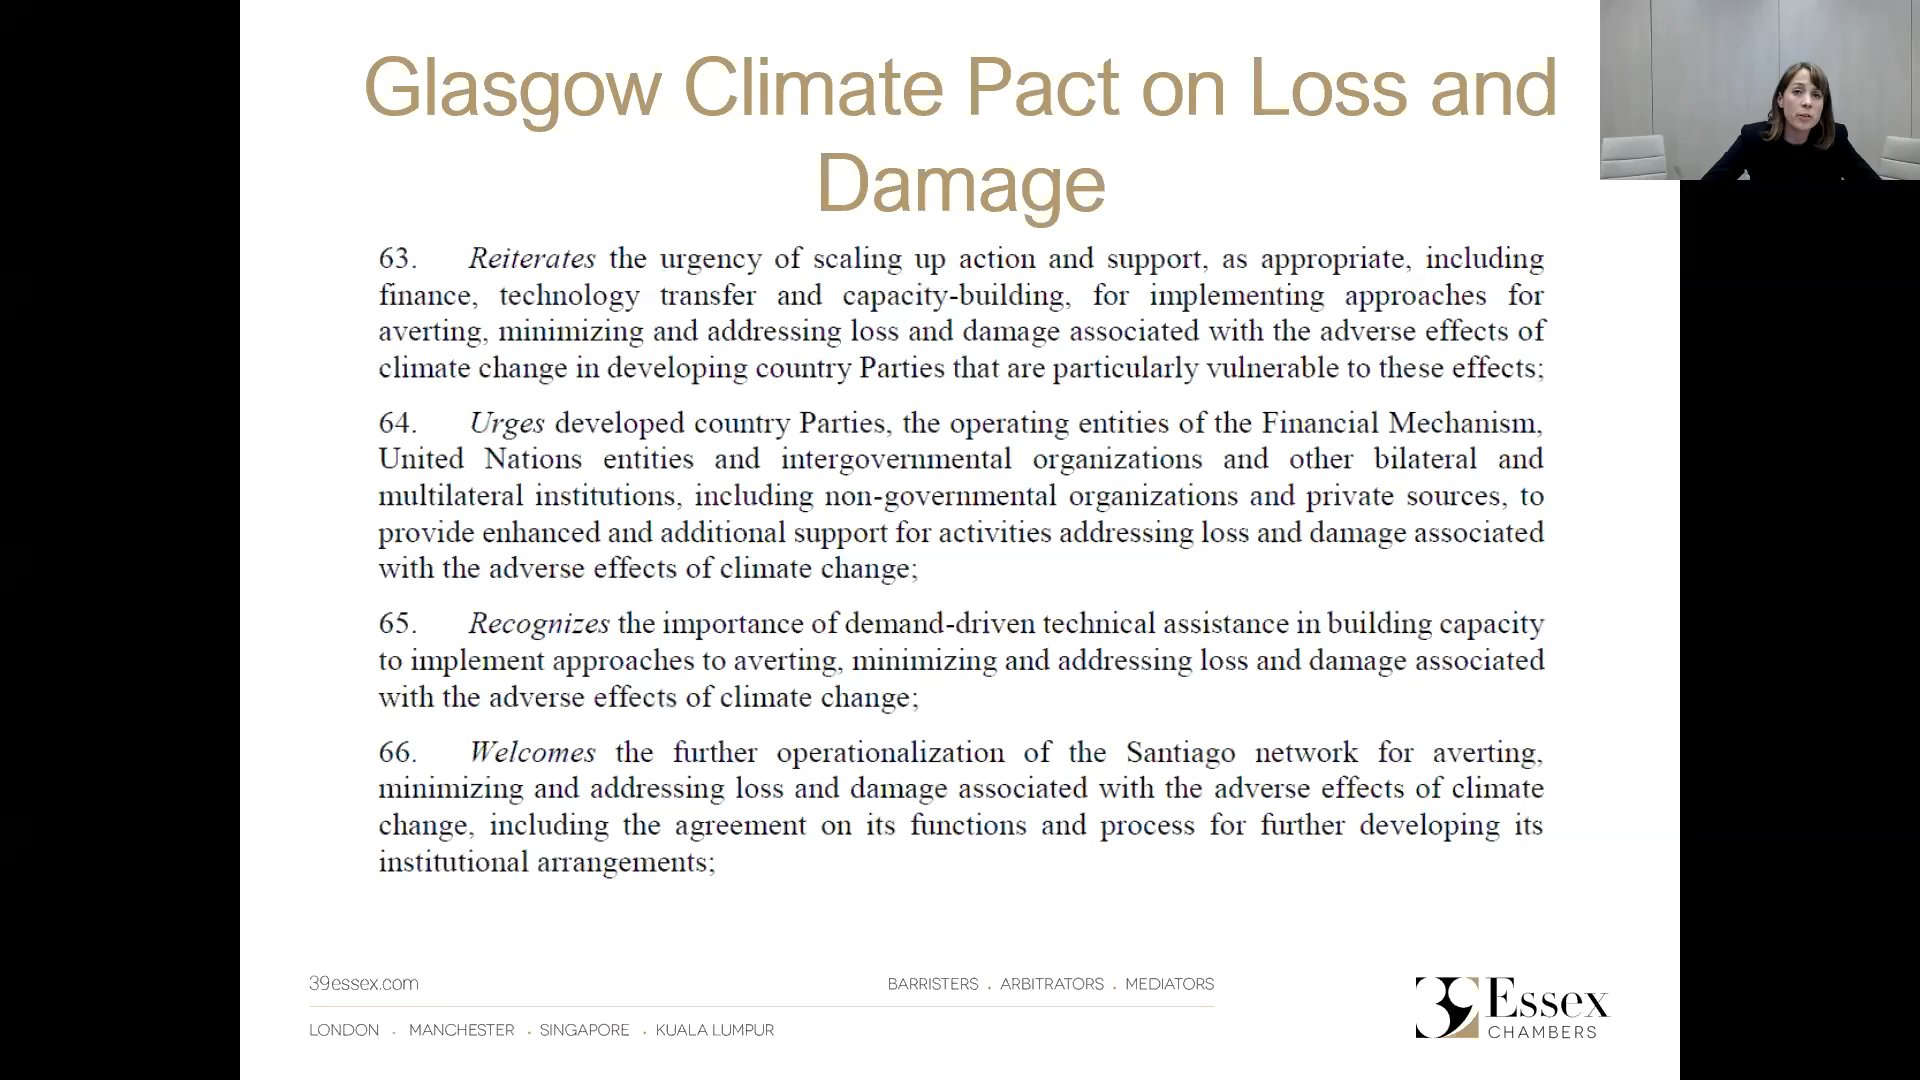 Glasgow Climate Pact on Loss and
Damage
63. Reiterates the urgency of scaling up action and support, as appropriate, including
finance, technology transfer and capacity-building, for implementing approaches for
averting, minimizing and addressing loss and damage associated with the adverse effects of
climate change in developing country Parties that are particularly vulnerable to these effects;
64. Urges developed country Parties, the operating entities of the Financial Mechanism,
United Nations entities and intergovernmental organizations and other bilateral and
multilateral institutions, including non-governmental organizations and private sources, to
provide enhanced and additional support for activities addressing loss and damage associated
with the adverse effects of climate change;
65. Recognizes the importance of demand-driven technical assistance in building capacity
to implement approaches to averting, minimizing and addressing loss and damage associated
with the adverse effects of climate change;
66. Welcomes the further operationalization of the Santiago network for averting,
minimizing and addressing loss and damage associated with the adverse effects of climate
change, including the agreement on its functions and process for further developing its
institutional arrangements;
39essex.com
BARRISTERS . ARBITRATORS . MEDIATORS
LONDON . MANCHESTER . SINGAPORE . KUALA LUMPUR
39 Essex
CHAMBERS